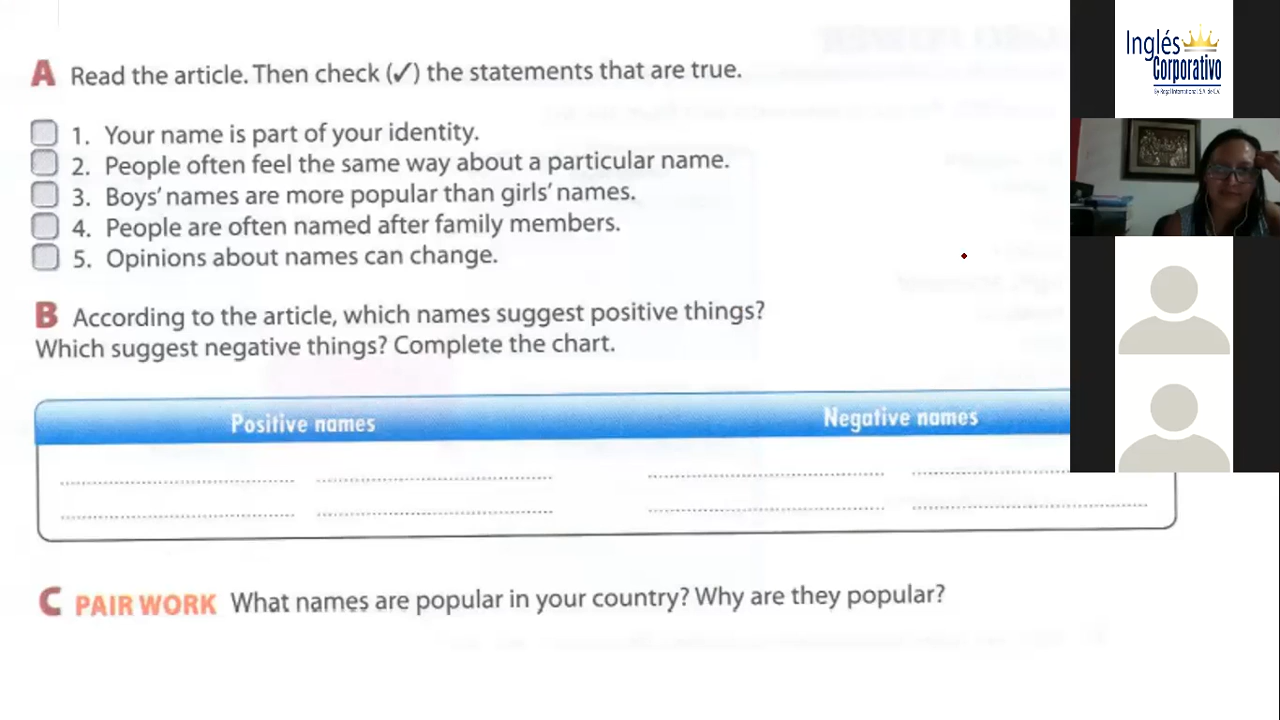 A Read the article. Then check (✓) the statements that are true.
1. Your name is part of your identity.
2. People often feel the same way about a particular name.
3. Boys' names are more popular than girls' names.
4. People are often named after family members.
5. Opinions about names can change.
B According to the article, which names suggest positive things?
Which suggest negative things? Complete the chart.
Positive names Negative names
C PAIR WORK What names are popular in your country? Why are they popular?
Inglés
Corporativo